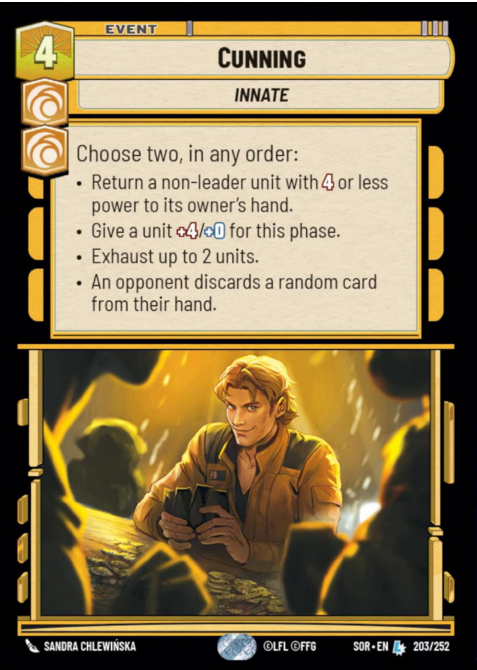 EVENT
4
CUNNING
INNATE
Choose two, in any order:
• Return a non-leader unit with 4 or less
power to its owner's hand.
• Give a unit +4/+0 for this phase.
• Exhaust up to 2 units.
• An opponent discards a random card
from their hand.
SANDRA CHLEWIŃSKA
©LFL ©FFG
SOR•EN L 203/252